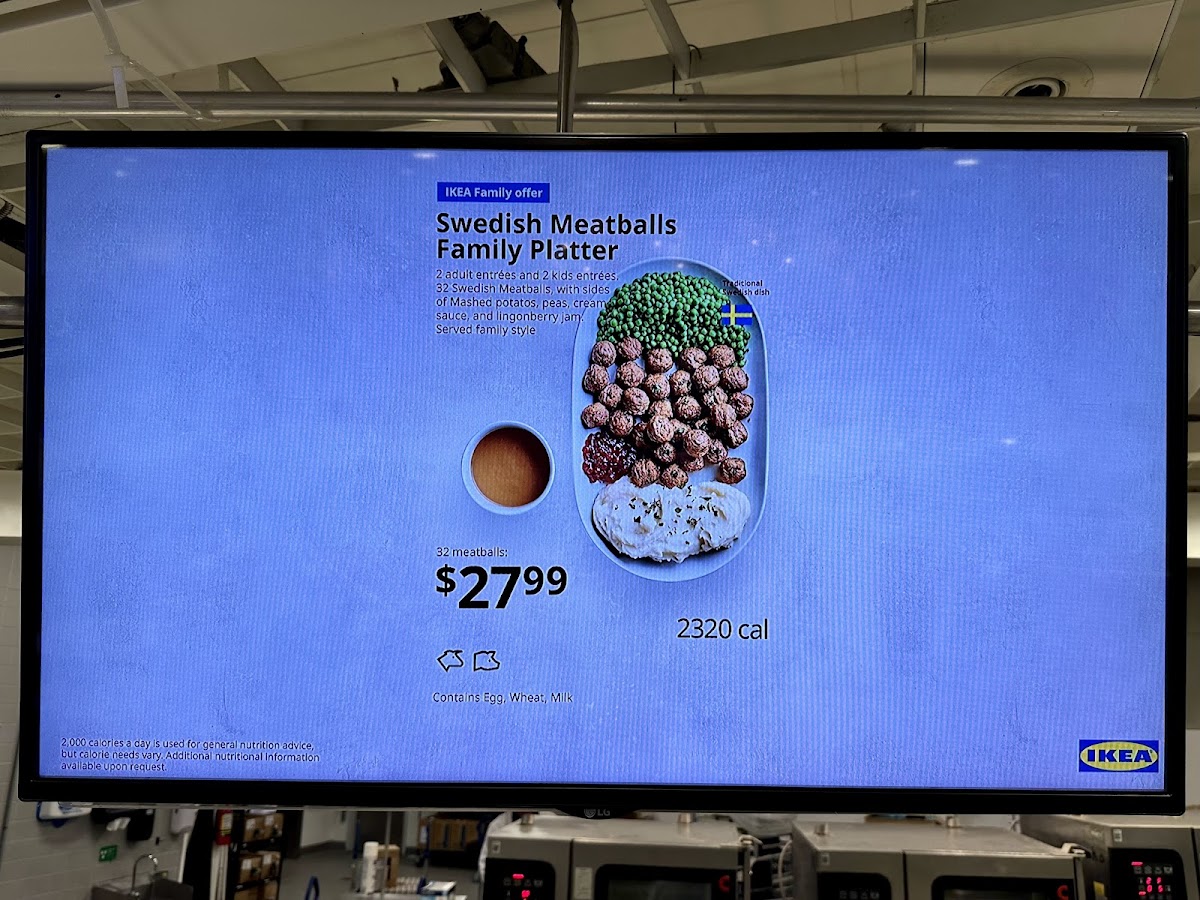 IKEA Family offer
Swedish Meatballs
Family Platter
2 adult entrées and 2 kids entrées.
32 Swedish Meatballs, with sides
of Mashed potatos, peas, cream
sauce, and lingonberry jam.
Served family style
Traditional
Swedish dish
32 meatballs:
$27 99
2320 cal
Contains Egg, Wheat, Milk
2,000 calories a day is used for general nutrition advice,
but calorie needs vary. Additional nutritional information
available upon request.
IKEA
LG